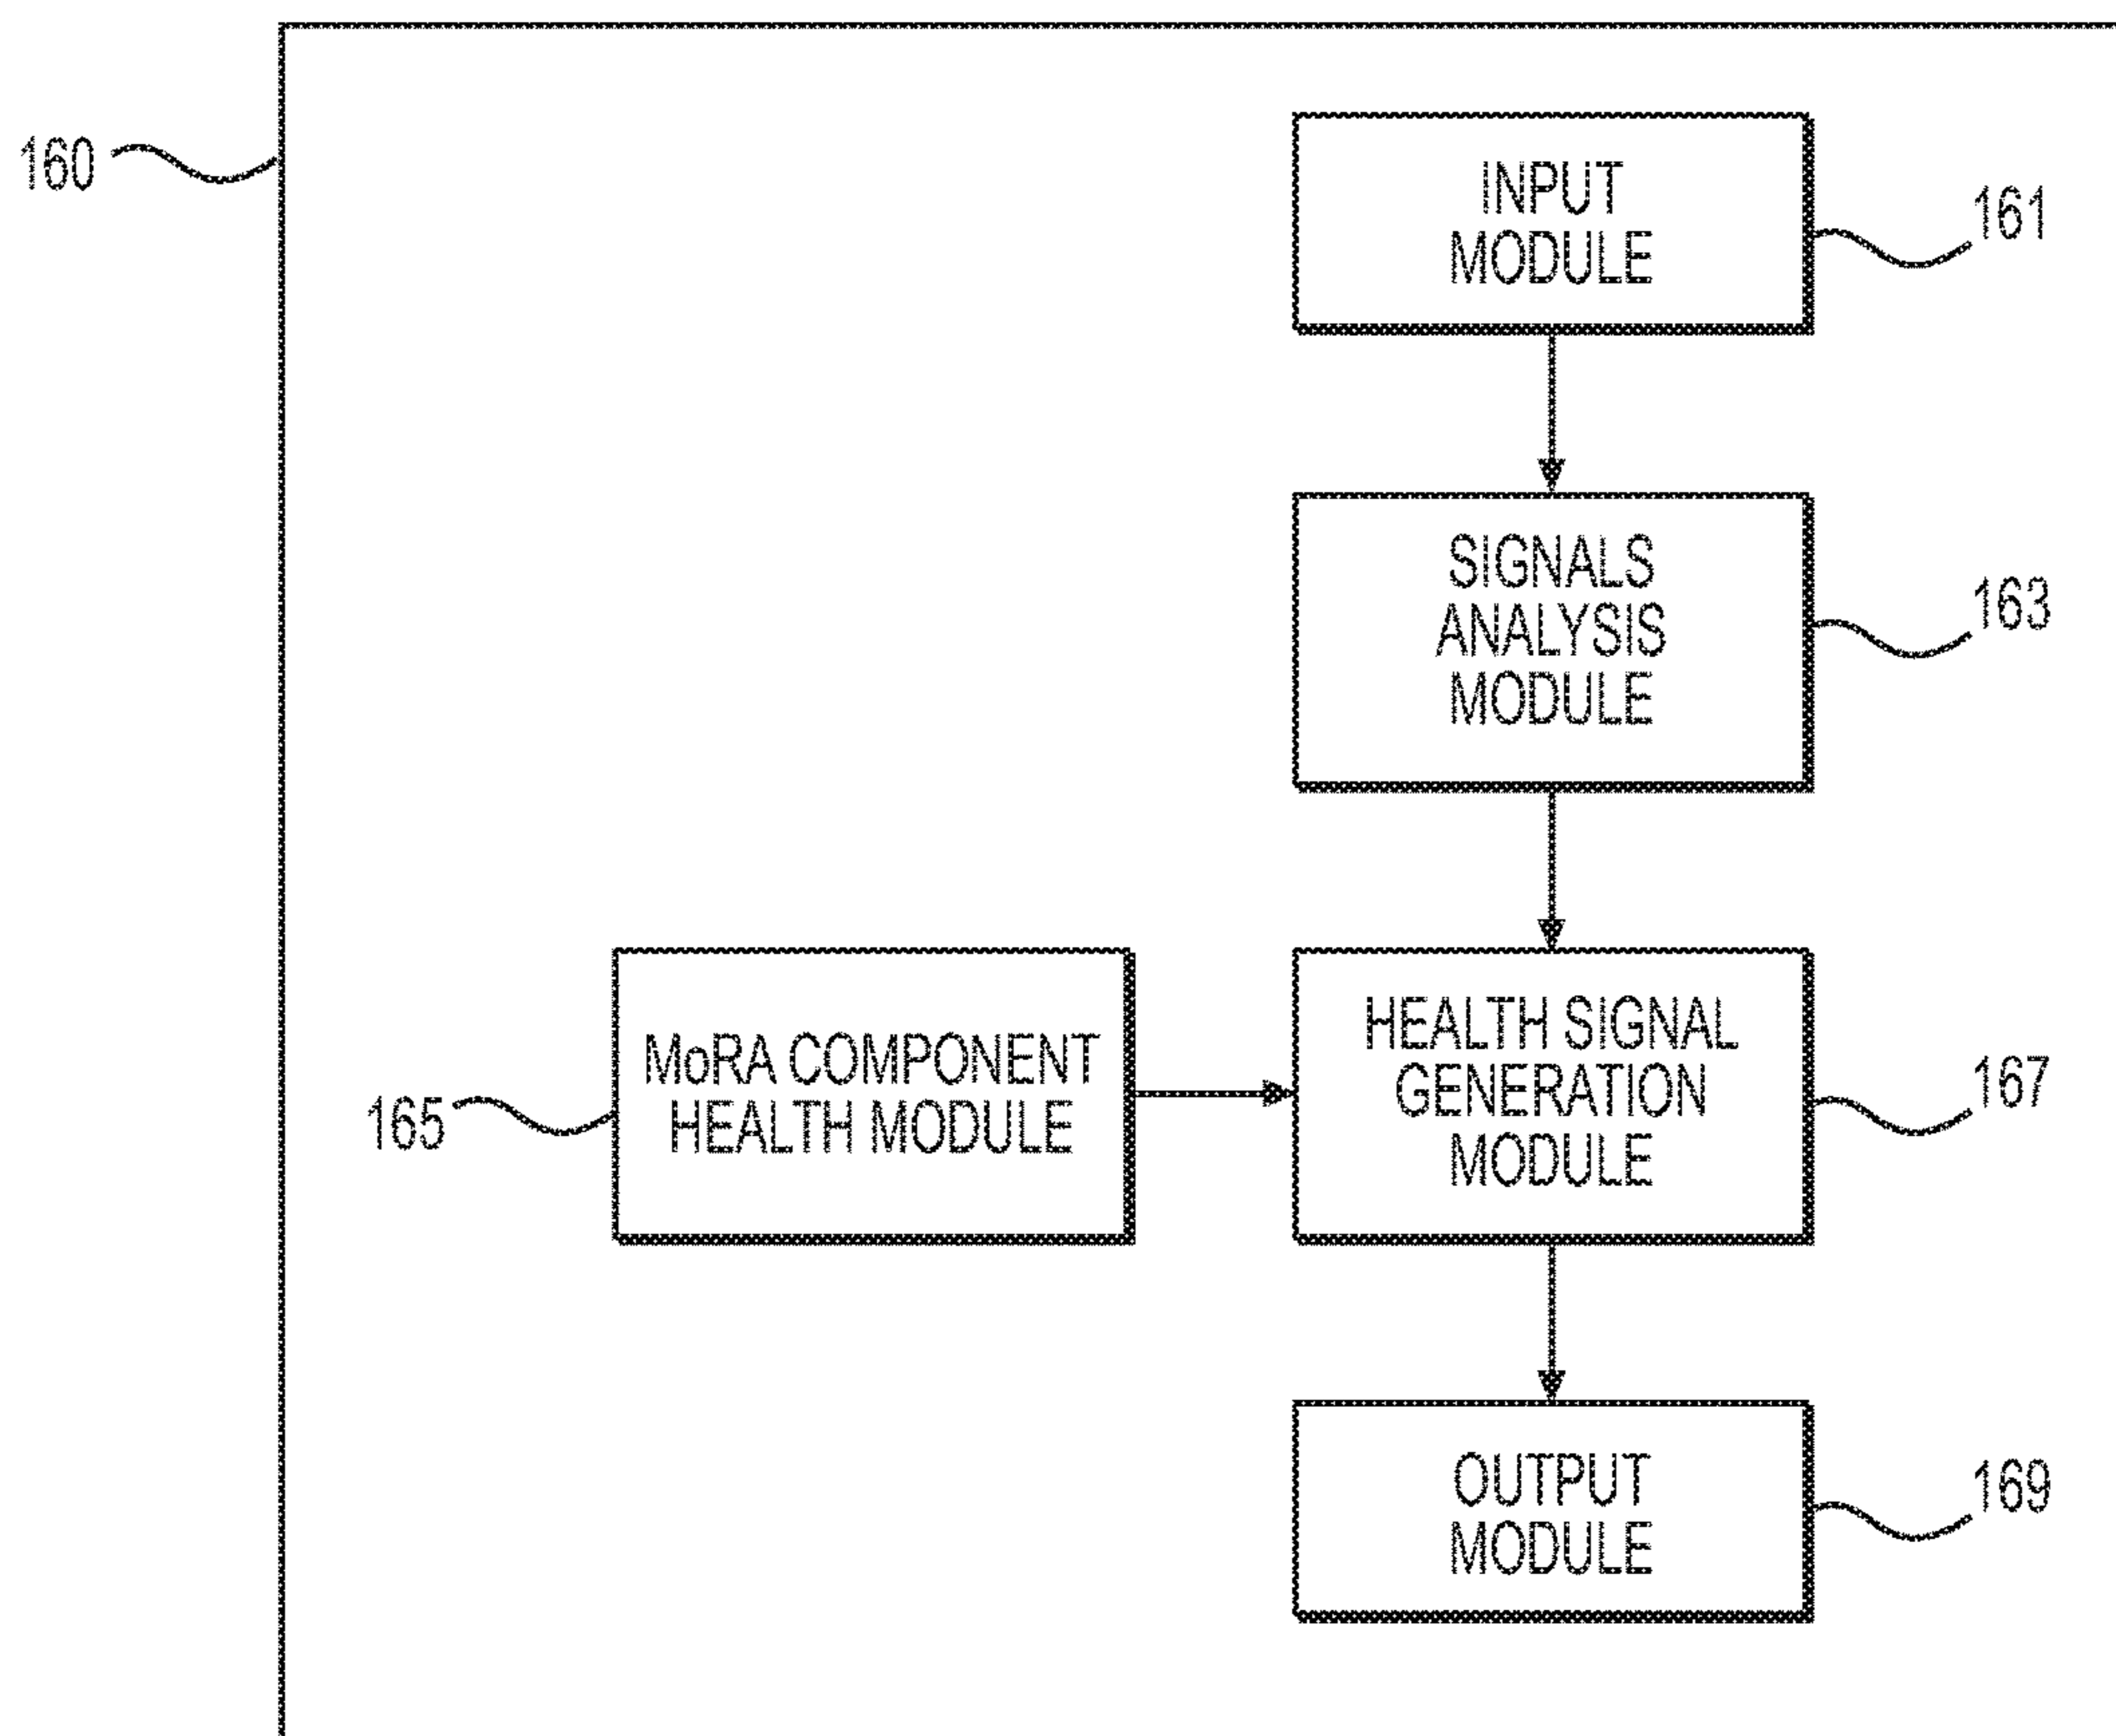 160
INPUT
MODULE
161
SIGNALS
ANALYSIS
MODULE
163
MoRA COMPONENT
HEALTH MODULE
165
HEALTH SIGNAL
GENERATION
MODULE
167
OUTPUT
MODULE
169